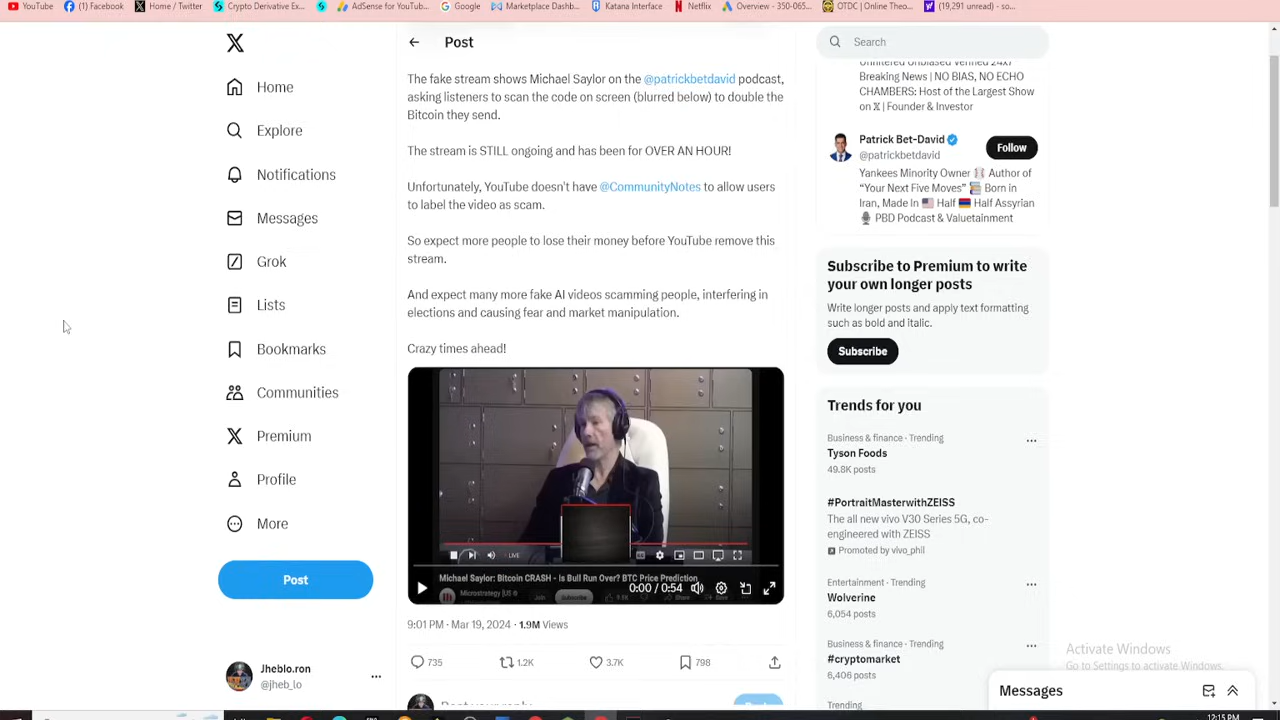 YouTube
(1) Facebook
Home / Twitter
Crypto Derivative Ex...
AdSense for YouTub...
Google
Marketplace Dashb...
Katana Interface
Netflix
Overview - 350-065...
OTDC | Online Theo...
(19,291 unread) - so...
Home
Explore
Notifications
Messages
Grok
Lists
Bookmarks
Communities
Premium
Profile
More
Post
Jheblo.ron
@jheb_lo
Post
The fake stream shows Michael Saylor on the @patrickbetdavid podcast,
asking listeners to scan the code on screen (blurred below) to double the
Bitcoin they send.
The stream is STILL ongoing and has been for OVER AN HOUR!
Unfortunately, YouTube doesn't have @CommunityNotes to allow users
to label the video as scam.
So expect more people to lose their money before YouTube remove this
stream.
And expect many more fake AI videos scamming people, interfering in
elections and causing fear and market manipulation.
Crazy times ahead!
LIVE
Michael Saylor: Bitcoin CRASH - Is Bull Run Over? BTC Price Prediction
0:00 / 0:54
Microstrategy [US
Join
Subscribe
9:01 PM · Mar 19, 2024 · 1.9M Views
735
1.2K
3.7K
798
Search
Unfiltered Unbiased Verified 24x7
Breaking News | NO BIAS, NO ECHO
CHAMBERS: Host of the Largest Show
on X | Founder & Investor
Patrick Bet-David
@patrickbetdavid
Follow
Yankees Minority Owner Author of
“Your Next Five Moves” Born in
Iran, Made In Half Half Assyrian
PBD Podcast & Valuetainment
Subscribe to Premium to write
your own longer posts
Write longer posts and apply text formatting
such as bold and italic.
Subscribe
Trends for you
Business & finance · Trending
Tyson Foods
49.8K posts
#PortraitMasterwithZEISS
The all new vivo V30 Series 5G, co-
engineered with ZEISS
Promoted by vivo_phil
Entertainment · Trending
Wolverine
6,054 posts
Business & finance · Trending
#cryptomarket
6,406 posts
Trending
Activate Windows
Go to Settings to activate Windows.
Messages
12:15 PM